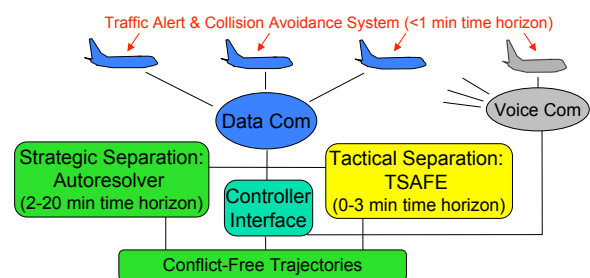 Traffic Alert & Collision Avoidance System (<1 min time horizon)
Data Com
Voice Com
Strategic Separation:
Autoresolver
(2-20 min time horizon)
Tactical Separation:
TSAFE
(0-3 min time horizon)
Controller
Interface
Conflict-Free Trajectories